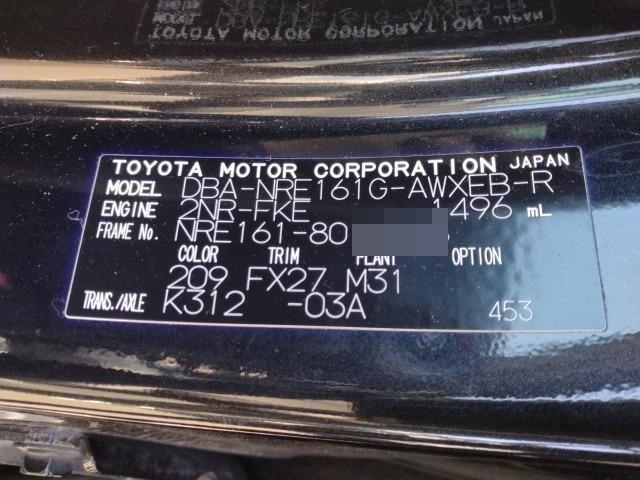 TOYOTA MOTOR CORPORATION JAPAN
MODEL DBA-NRE161G-AWXEB-R
ENGINE 2NR-FKE 1496 mL
FRAME No. NRE161-80
COLOR TRIM PLANT OPTION
209 FX27 M31
TRANS./AXLE K312 -03A 453